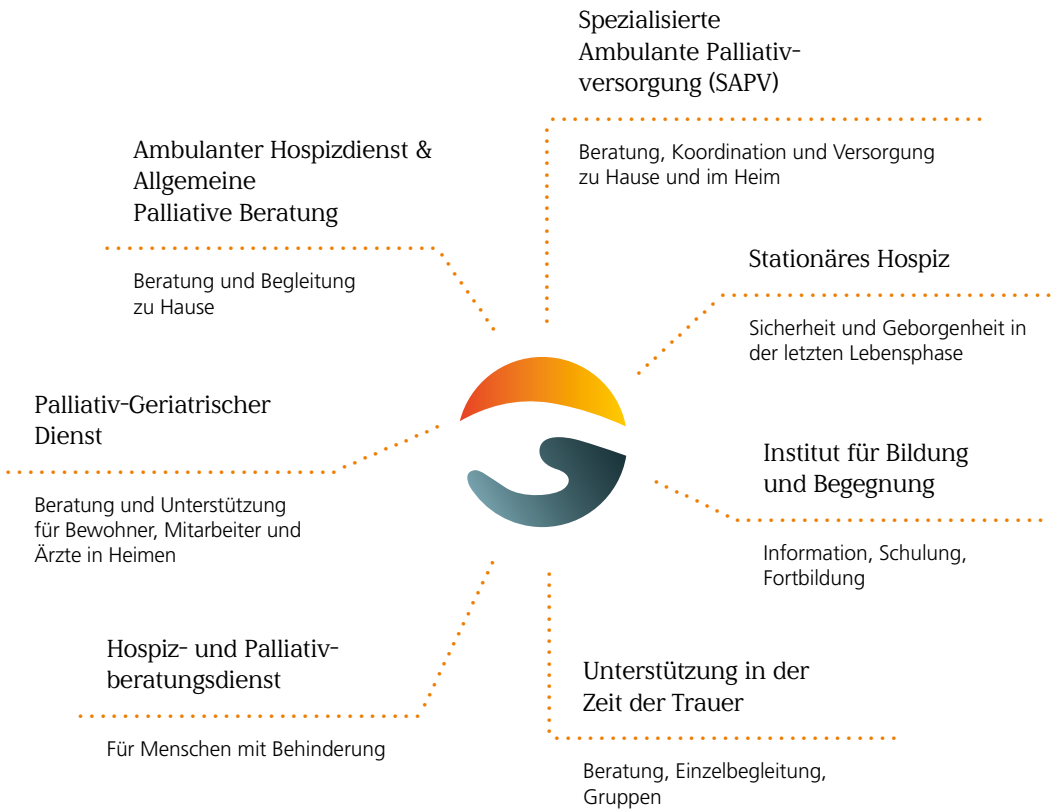 Spezialisierte
Ambulante Palliativ-
versorgung (SAPV)
Beratung, Koordination und Versorgung
zu Hause und im Heim
Ambulanter Hospizdienst &
Allgemeine
Palliative Beratung
Beratung und Begleitung
zu Hause
Stationäres Hospiz
Sicherheit und Geborgenheit in
der letzten Lebensphase
Palliativ-Geriatrischer
Dienst
Beratung und Unterstützung
für Bewohner, Mitarbeiter und
Ärzte in Heimen
Institut für Bildung
und Begegnung
Information, Schulung,
Fortbildung
Hospiz- und Palliativ-
beratungsdienst
Für Menschen mit Behinderung
Unterstützung in der
Zeit der Trauer
Beratung, Einzelbegleitung,
Gruppen